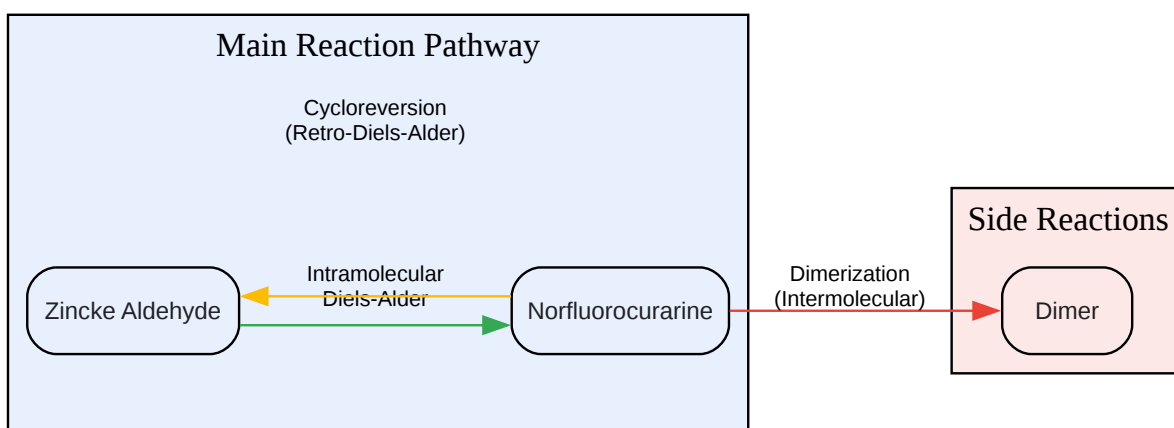 Main Reaction Pathway
Cycloreversion
(Retro-Diels-Alder)
Side Reactions
Zincke Aldehyde
Intramolecular
Diels-Alder
Norfluorocurarine
Dimerization
(Intermolecular)
Dimer